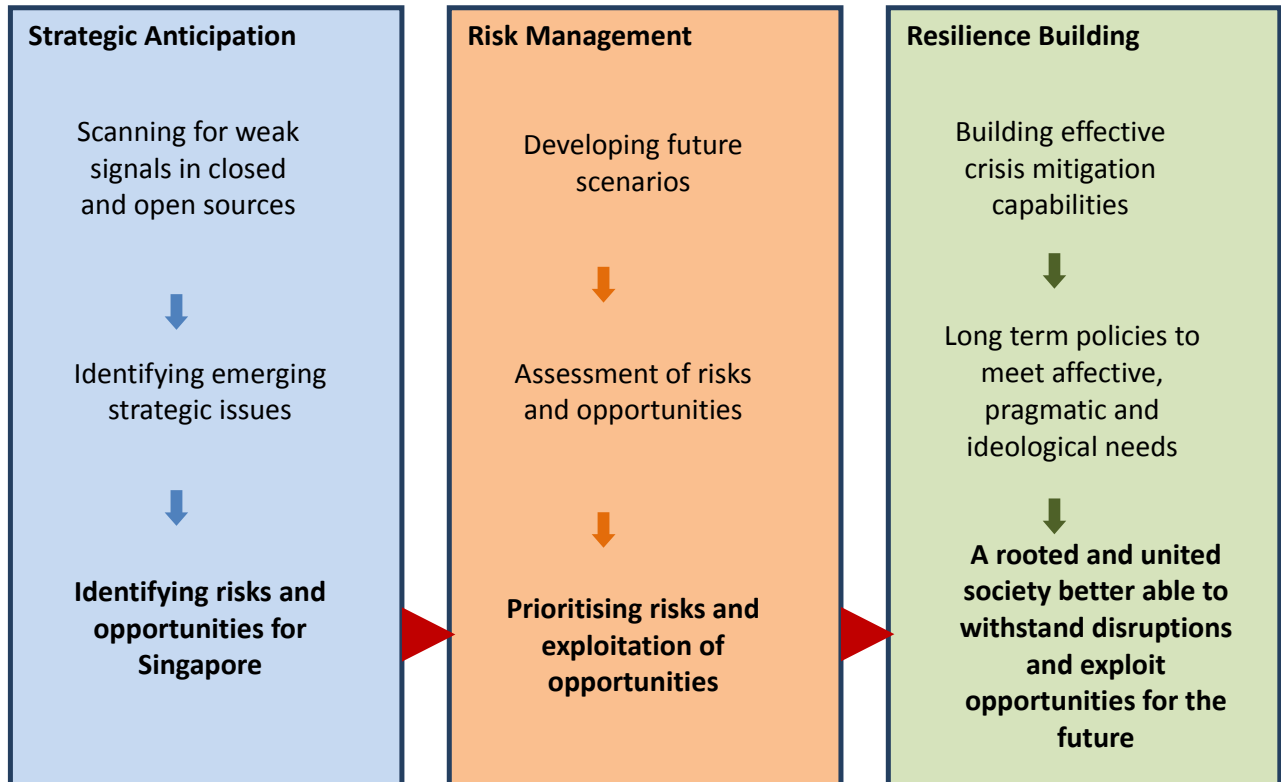 Strategic Anticipation
Scanning for weak
signals in closed
and open sources
Identifying emerging
strategic issues
Identifying risks and
opportunities for
Singapore
Risk Management
Developing future
scenarios
Assessment of risks
and opportunities
Prioritising risks and
exploitation of
opportunities
Resilience Building
Building effective
crisis mitigation
capabilities
Long term policies to
meet affective,
pragmatic and
ideological needs
A rooted and united
society better able to
withstand disruptions
and exploit
opportunities for the
future